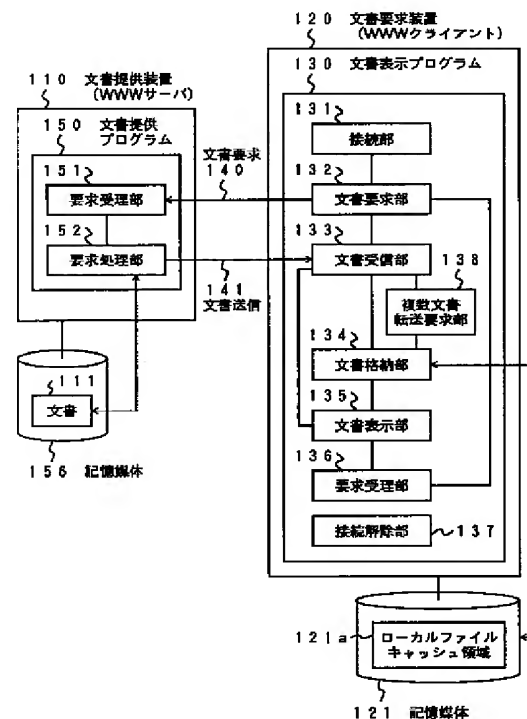 120 文書要求装置
(WWWクライアント)
130 文書表示プログラム
110 文書提供装置
(WWWサーバ)
150 文書提供
プログラム
131
接続部
文書要求
140
132
文書要求部
151
要求受理部
133
文書受信部
152
要求処理部
141
文書送信
138
複数文書
転送要求部
134
文書格納部
135
文書表示部
136
要求受理部
接続解除部
137
111
文書
156 記憶媒体
121a
ローカルファイル
キャッシュ領域
121 記憶媒体